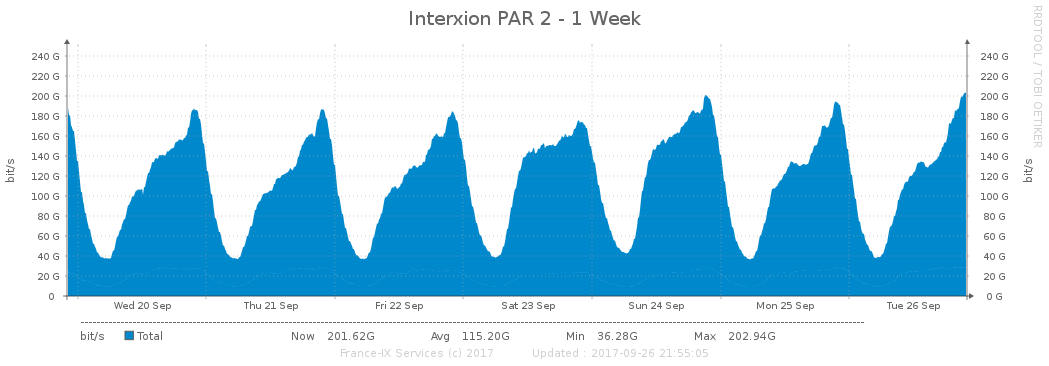 Interxion PAR 2 - 1 Week
RRDTOOL / TOBI OETIKER
240 G 240 G
220 G 220 G
200 G 200 G
180 G 180 G
160 G 160 G
140 G 140 G
120 G 120 G
100 G 100 G
80 G 80 G
60 G 60 G
40 G 40 G
20 G 20 G
0 0 G
bit/s
bit/s
Wed 20 Sep Thu 21 Sep Fri 22 Sep Sat 23 Sep Sun 24 Sep Mon 25 Sep Tue 26 Sep
bit/s Total Now 201.62G Avg 115.20G Min 36.28G Max 202.94G
France-IX Services (c) 2017 Updated : 2017-09-26 21:55:05